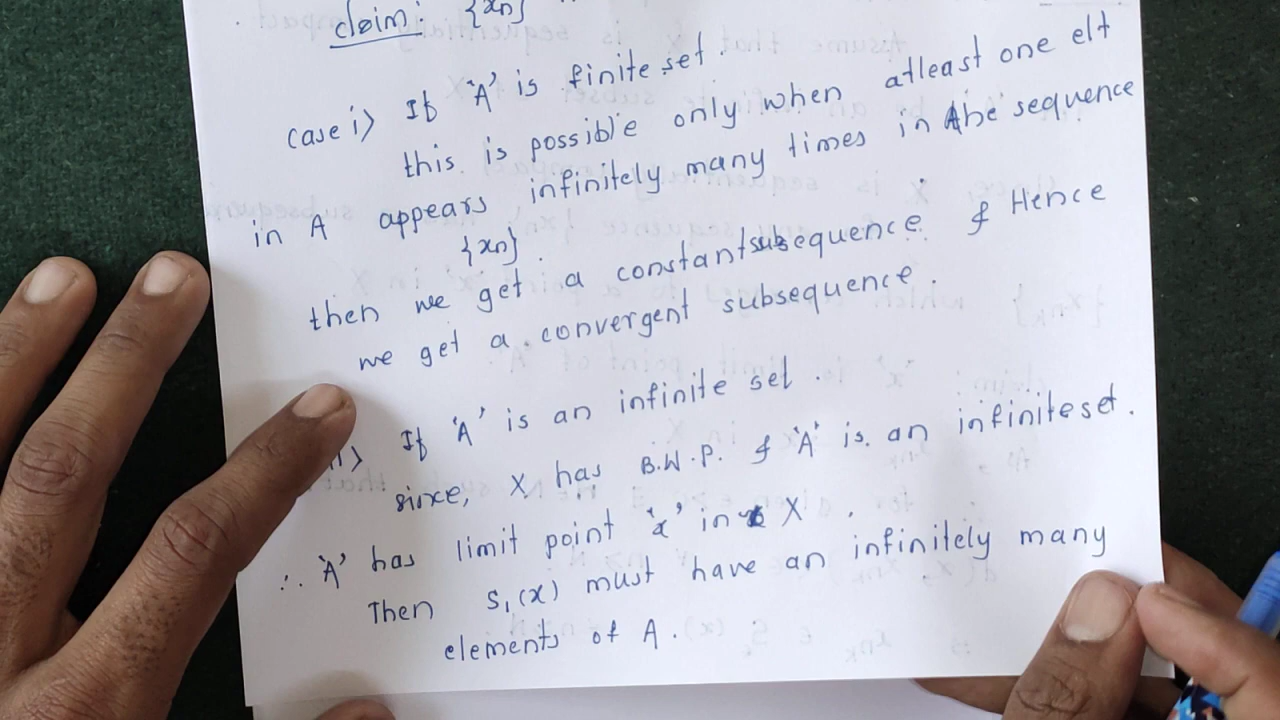 claim: {xn}
case i) If 'A' is finite set.
this is possible only when atleast one elt
in A appears infinitely many times in the sequence
{xn}.
then we get a constant subsequence & Hence
we get a convergent subsequence.
If 'A' is an infinite set.
since, X has B.W.P. & 'A' is an infinite set.
∴ 'A' has limit point 'x' in X.
Then S₁(x) must have an infinitely many
elements of A.